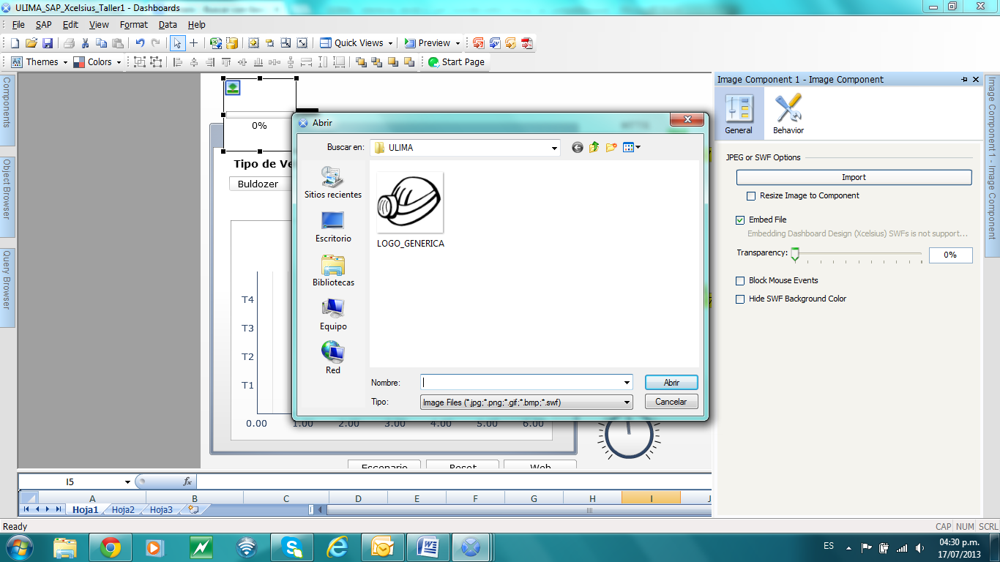 ULIMA_SAP_Xcelsius_Taller1 - Dashboards
File SAP Edit View Format Data Help
Quick Views Preview
Themes Colors Start Page
Components
Object Browser
Query Browser
0%
Tipo de Ve
Buldozer
T4
T3
T2
T1
0.00 1.00 2.00 3.00 4.00 5.00 6.00
Escenario Reset Web
Abrir
Buscar en: ULIMA
Sitios recientes
Escritorio
Bibliotecas
Equipo
Red
LOGO_GENERICA
Nombre: Abrir
Tipo: Image Files (*.jpg;*.png;*.gif;*.bmp;*.swf) Cancelar
Image Component 1 - Image Component
General Behavior
JPEG or SWF Options
Import
Resize Image to Component
Embed File
Embedding Dashboard Design (Xcelsius) SWFs is not support...
Transparency: 0%
Block Mouse Events
Hide SWF Background Color
Image Component 1 - Image Component
I5 fx
A B C D E F G H I J
Hoja1 Hoja2 Hoja3
Ready CAP NUM SCRL
ES 04:30 p.m.
17/07/2013